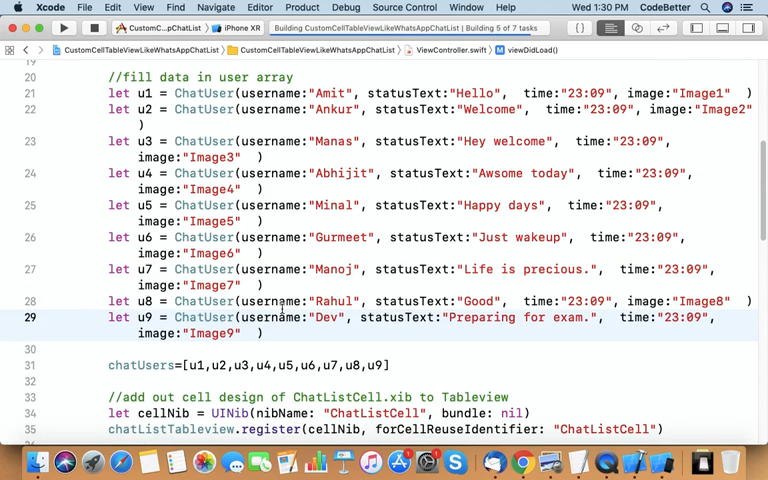 Xcode File Edit View Find Navigate Editor Product Debug Source Control Window Wed 1:30 PM CodeBetter
CustomC...pChatList iPhone XR Building CustomCellTableViewLikeWhatsAppChatList | Building 5 of 7 tasks
CustomCellTableViewLikeWhatsAppChatList CustomCellTableViewLikeWhatsAppChatList ViewController.swift viewDidLoad()
19
20 //fill data in user array
21 let u1 = ChatUser(username:"Amit", statusText:"Hello", time:"23:09", image:"Image1" )
22 let u2 = ChatUser(username:"Ankur", statusText:"Welcome", time:"23:09", image:"Image2"
)
23 let u3 = ChatUser(username:"Manas", statusText:"Hey welcome", time:"23:09",
image:"Image3" )
24 let u4 = ChatUser(username:"Abhijit", statusText:"Awsome today", time:"23:09",
image:"Image4" )
25 let u5 = ChatUser(username:"Minal", statusText:"Happy days", time:"23:09",
image:"Image5" )
26 let u6 = ChatUser(username:"Gurmeet", statusText:"Just wakeup", time:"23:09",
image:"Image6" )
27 let u7 = ChatUser(username:"Manoj", statusText:"Life is precious.", time:"23:09",
image:"Image7" )
28 let u8 = ChatUser(username:"Rahul", statusText:"Good", time:"23:09", image:"Image8" )
29 let u9 = ChatUser(username:"Dev", statusText:"Preparing for exam.", time:"23:09",
image:"Image9" )
30
31 chatUsers=[u1,u2,u3,u4,u5,u6,u7,u8,u9]
32
33 //add out cell design of ChatListCell.xib to Tableview
34 let cellNib = UINib(nibName: "ChatListCell", bundle: nil)
35 chatListTableview.register(cellNib, forCellReuseIdentifier: "ChatListCell")